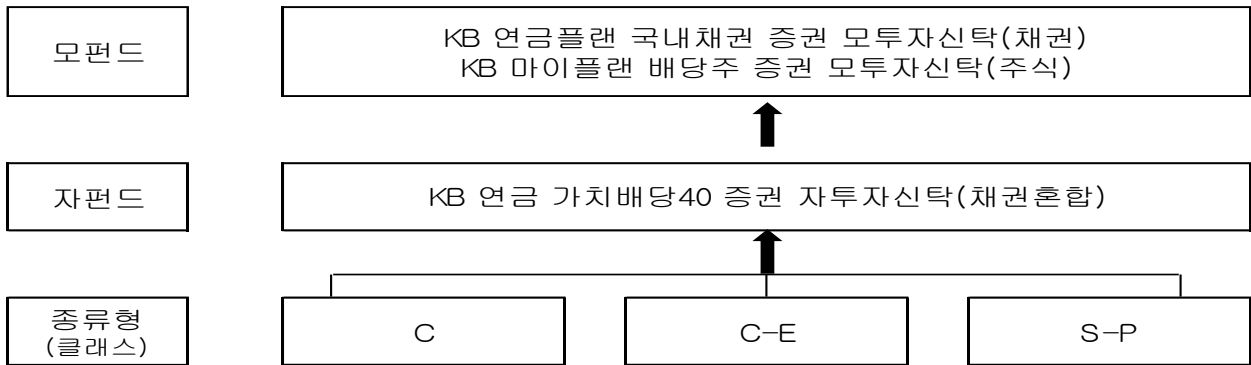 모펀드
KB 연금플랜 국내채권 증권 모투자신탁(채권)
KB 마이플랜 배당주 증권 모투자신탁(주식)
자펀드
KB 연금 가치배당40 증권 자투자신탁(채권혼합)
종류형
(클래스)
C
C-E
S-P